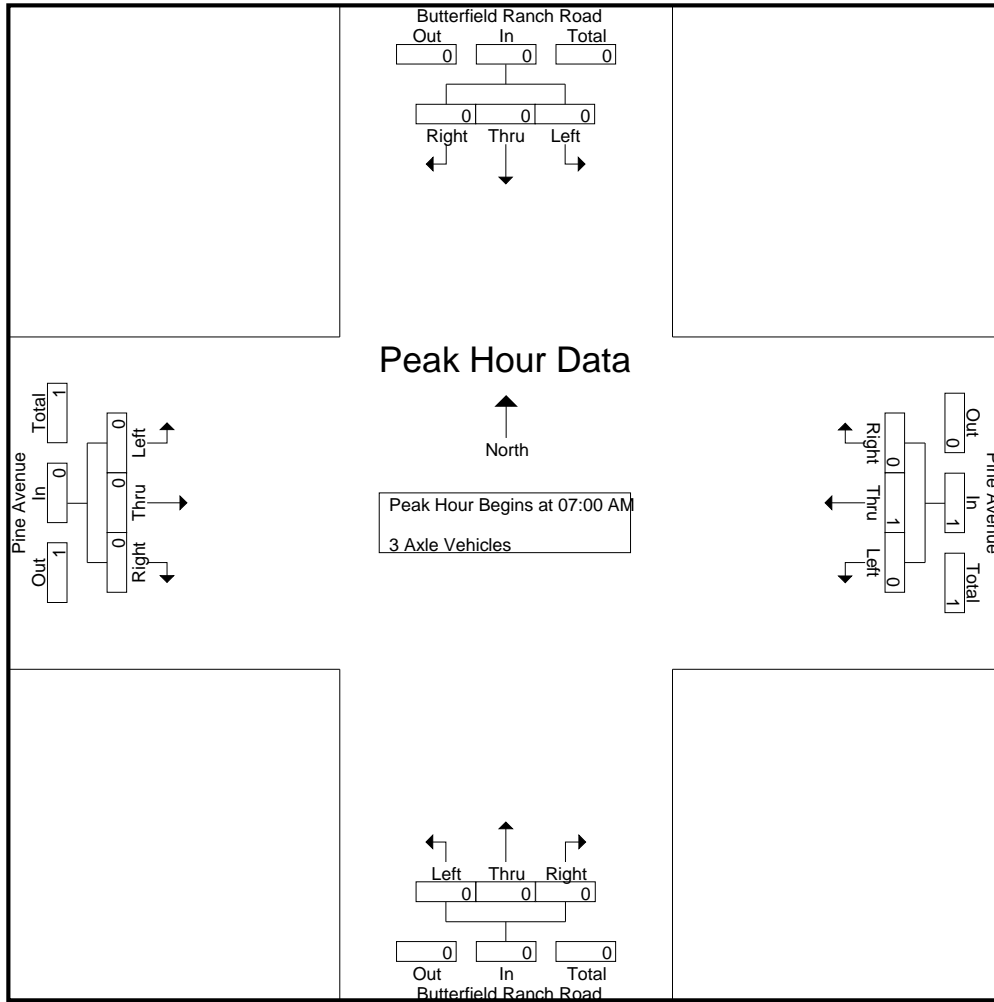 Butterfield Ranch Road
Out In Total
0 0 0
0 0 0
Right Thru Left
Peak Hour Data
North
Peak Hour Begins at 07:00 AM
3 Axle Vehicles
Pine Avenue
Total In Out
1 0 1
0 0 0
Left Thru Right
Pine Avenue
Out In Total
0 1 1
0 1 0
Right Thru Left
Left Thru Right
0 0 0
0 0 0
Out In Total
Butterfield Ranch Road